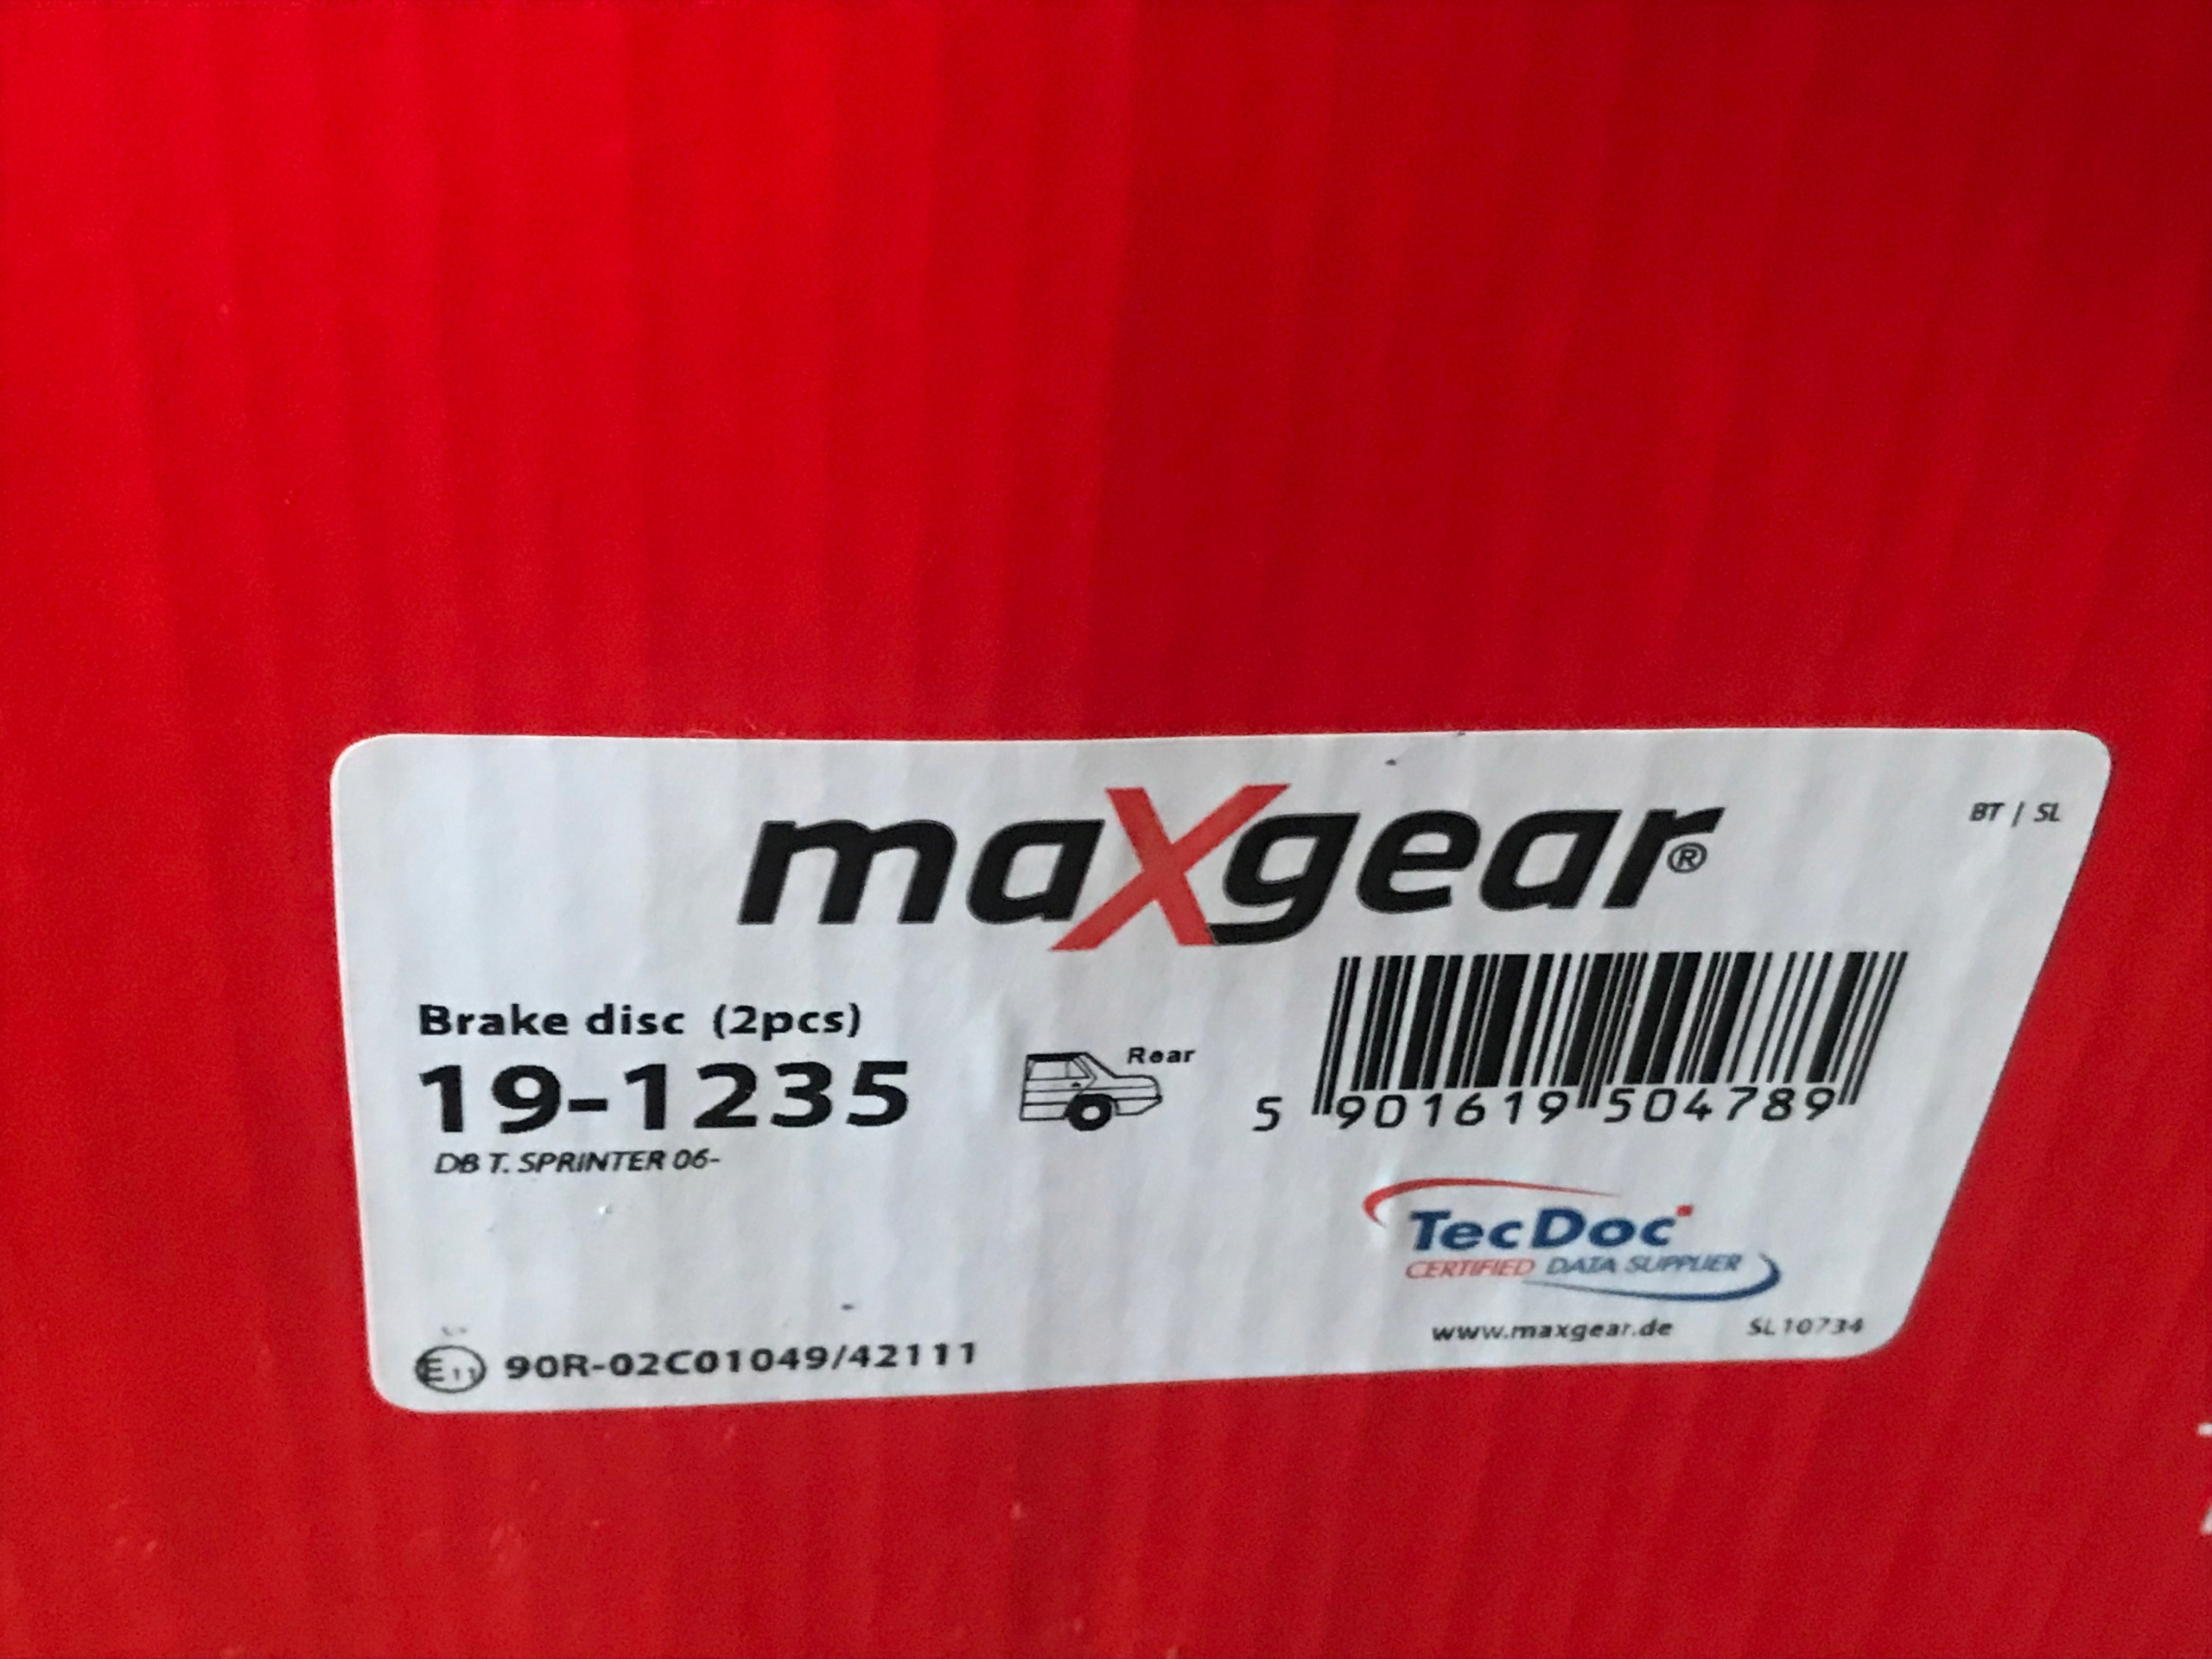 maxgear®
BT / SL
Brake disc (2pcs)
19-1235
Rear
5 901619 504789
DB T. SPRINTER 06-
TecDoc
CERTIFIED DATA SUPPLIER
www.maxgear.de SL10734
E11 90R-02C01049/42111